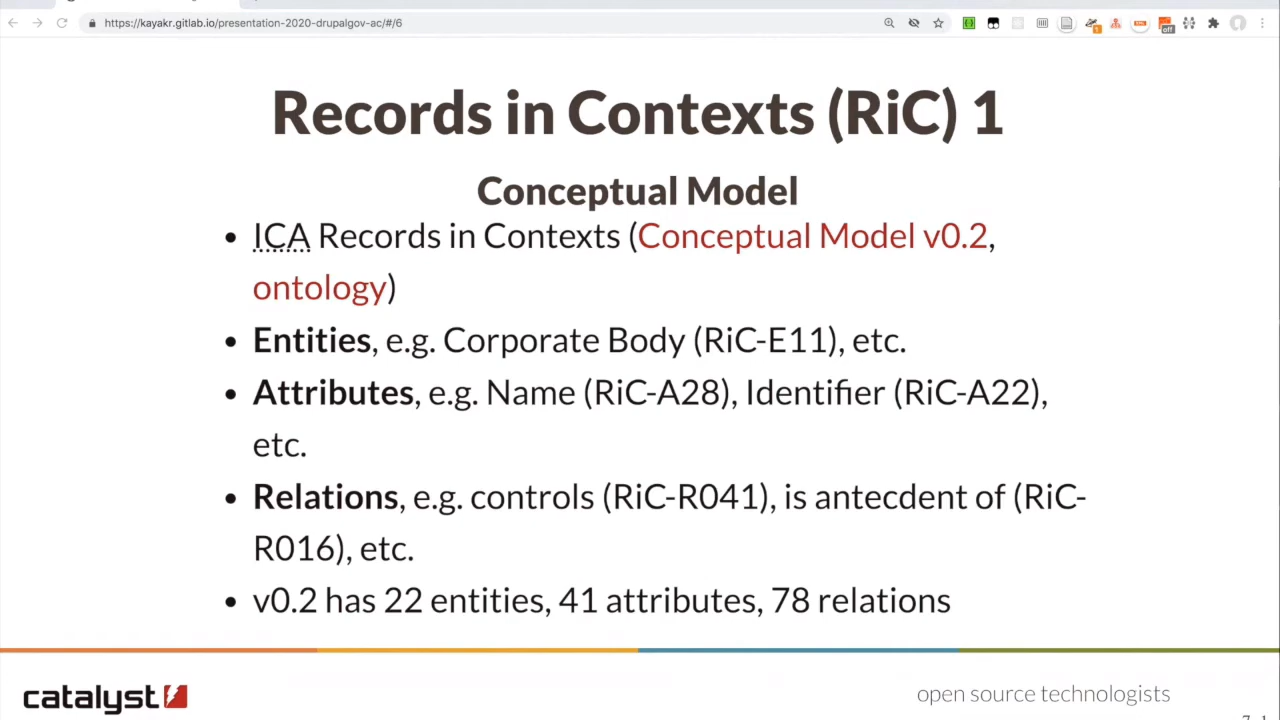 https://kayakr.gitlab.io/presentation-2020-drupalgov-ac/#/6
Records in Contexts (RiC) 1
Conceptual Model
• ICA Records in Contexts (Conceptual Model v0.2,
ontology)
• Entities, e.g. Corporate Body (RiC-E11), etc.
• Attributes, e.g. Name (RiC-A28), Identifier (RiC-A22),
etc.
• Relations, e.g. controls (RiC-R041), is antecdent of (RiC-
R016), etc.
• v0.2 has 22 entities, 41 attributes, 78 relations
catalyst
open source technologists